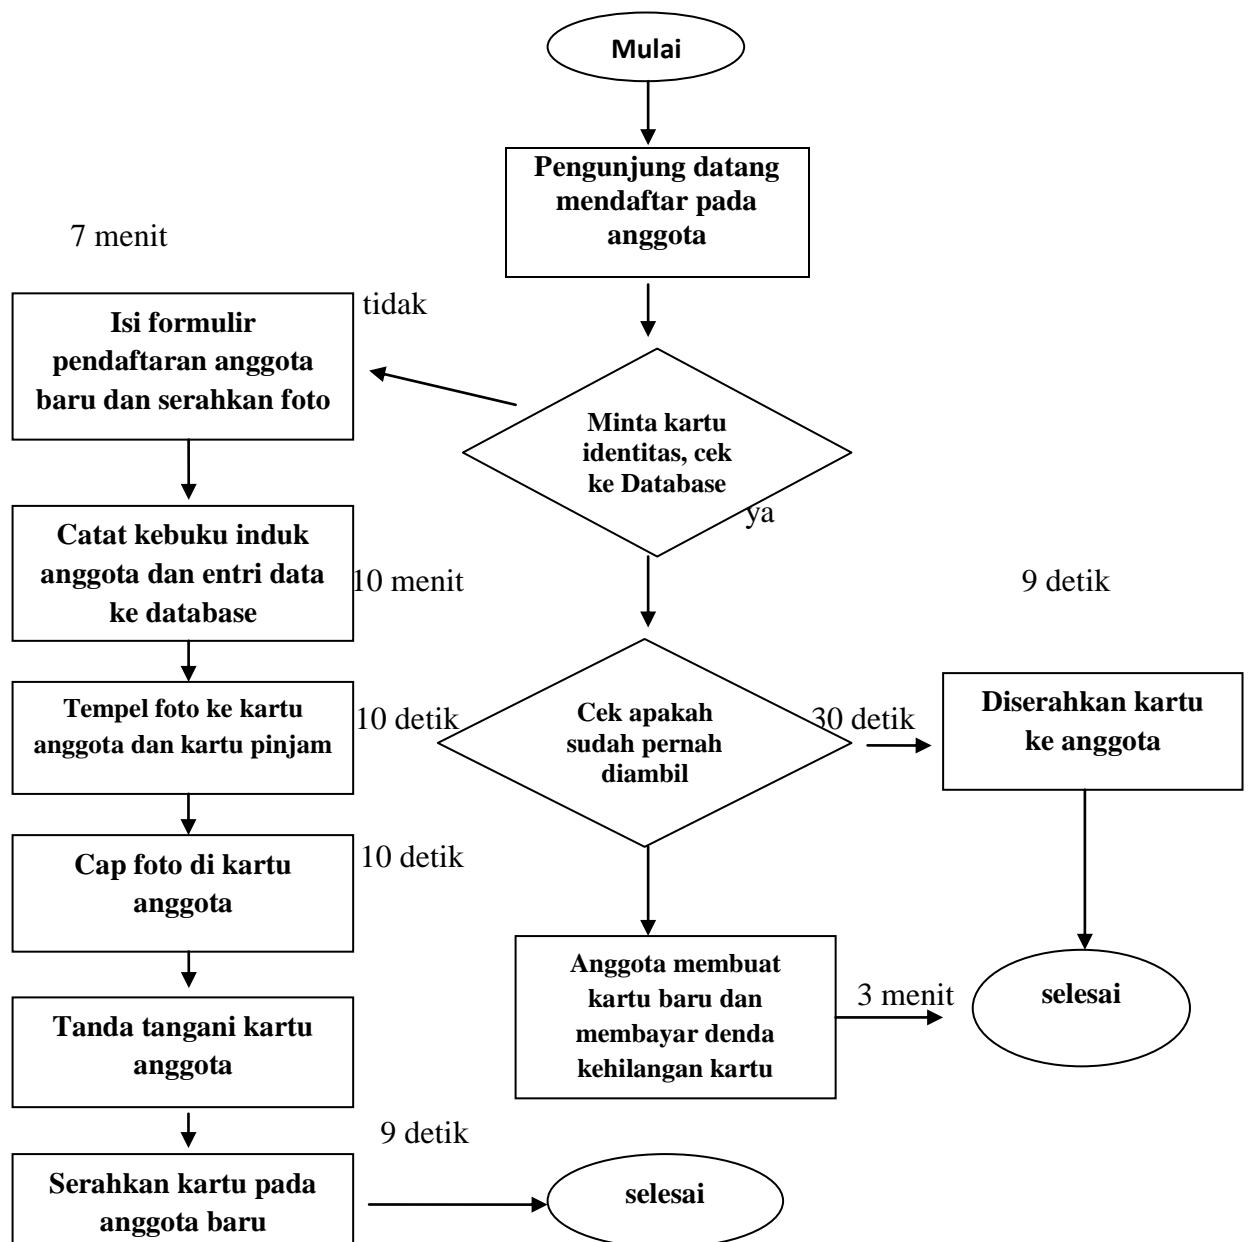 Mulai
Pengunjung datang
mendaftar pada
anggota
7 menit
tidak
Isi formulir
pendaftaran anggota
baru dan serahkan foto
Minta kartu
identitas, cek
ke Database
ya
Catat kebuku induk
anggota dan entri data
ke database
10 menit
9 detik
Tempel foto ke kartu
anggota dan kartu pinjam
10 detik
Cek apakah
sudah pernah
diambil
30 detik
Diserahkan kartu
ke anggota
Cap foto di kartu
anggota
10 detik
Anggota membuat
kartu baru dan
membayar denda
kehilangan kartu
3 menit
selesai
Tanda tangani kartu
anggota
9 detik
Serahkan kartu pada
anggota baru
selesai